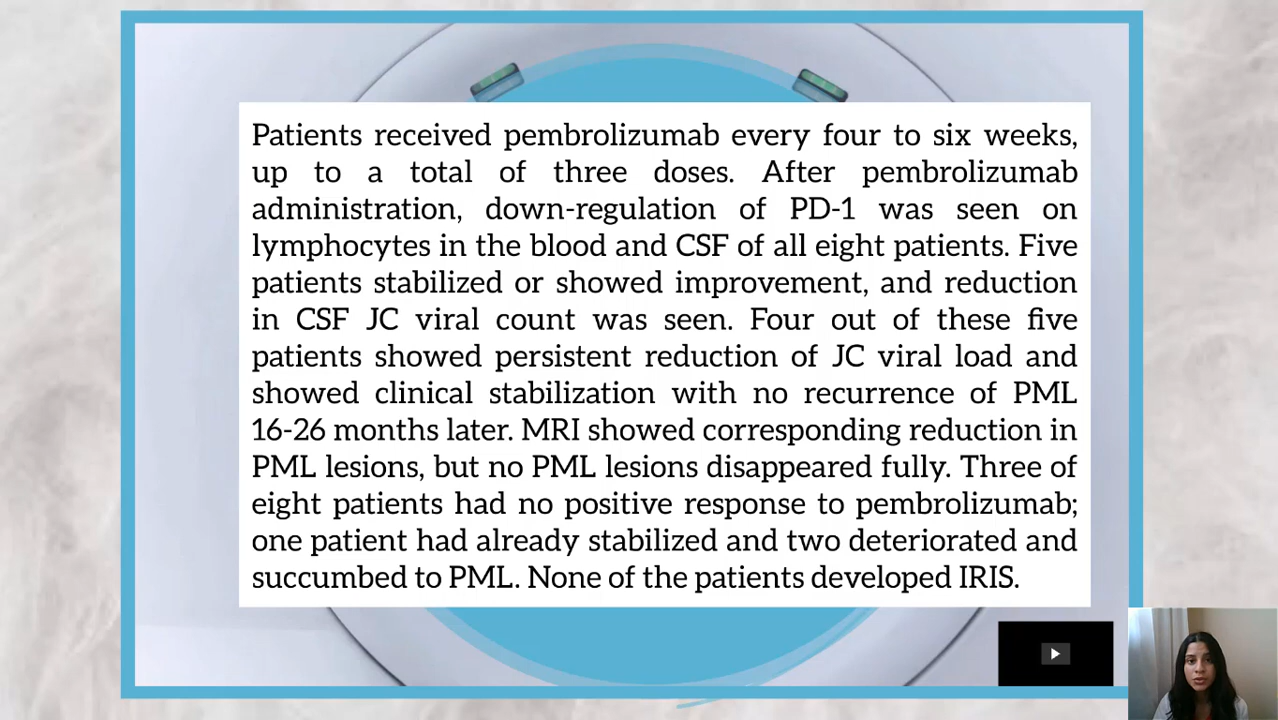 Patients received pembrolizumab every four to six weeks,
up to a total of three doses. After pembrolizumab
administration, down-regulation of PD-1 was seen on
lymphocytes in the blood and CSF of all eight patients. Five
patients stabilized or showed improvement, and reduction
in CSF JC viral count was seen. Four out of these five
patients showed persistent reduction of JC viral load and
showed clinical stabilization with no recurrence of PML
16-26 months later. MRI showed corresponding reduction in
PML lesions, but no PML lesions disappeared fully. Three of
eight patients had no positive response to pembrolizumab;
one patient had already stabilized and two deteriorated and
succumbed to PML. None of the patients developed IRIS.